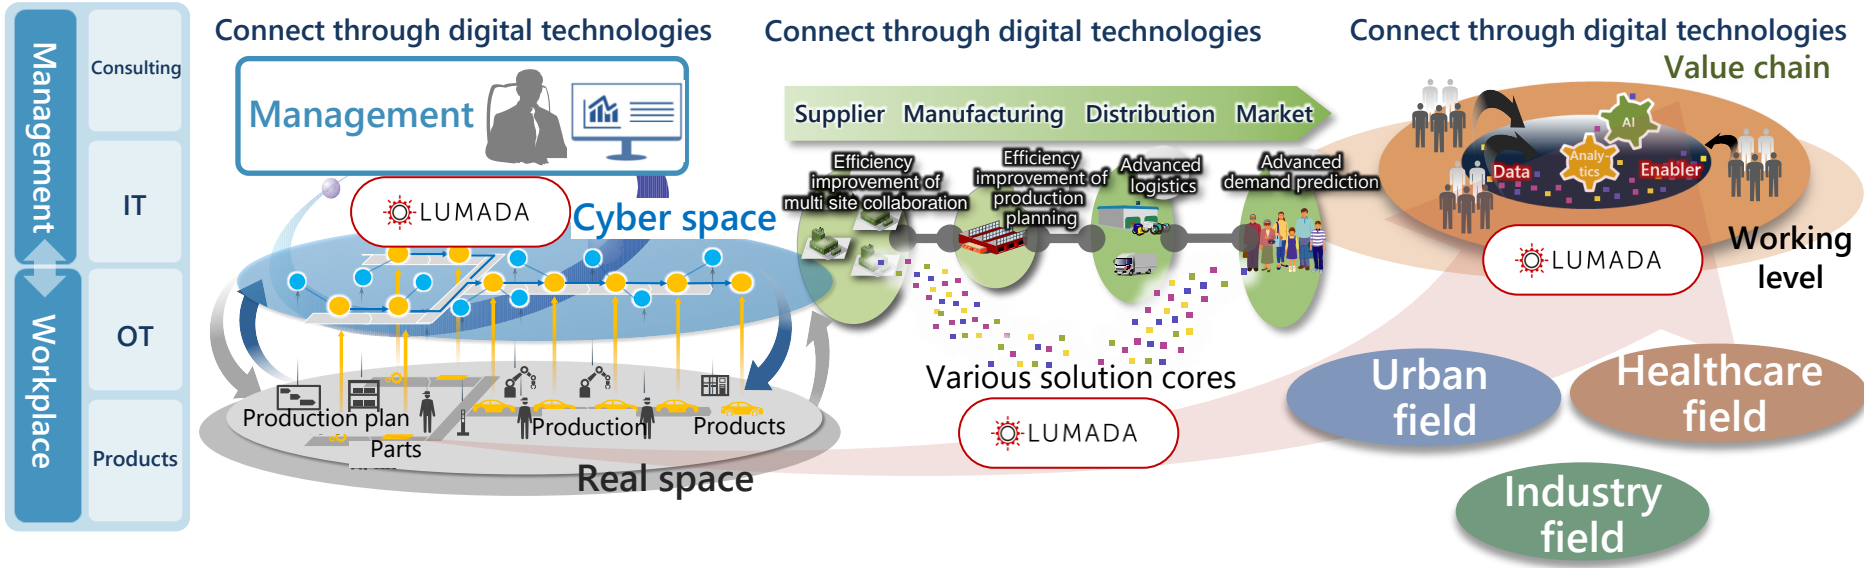 Management
Workplace
Consulting
IT
OT
Products
Connect through digital technologies
Management
LUMADA
Cyber space
Production plan
Parts
Production
Products
Real space
Connect through digital technologies
Supplier Manufacturing Distribution Market
Efficiency
improvement of
multi site collaboration
Efficiency
improvement of
production
planning
Advanced
logistics
Advanced
demand prediction
Various solution cores
LUMADA
Connect through digital technologies
Value chain
AI
Analy-
tics
Data
Enabler
LUMADA
Working
level
Urban
field
Healthcare
field
Industry
field